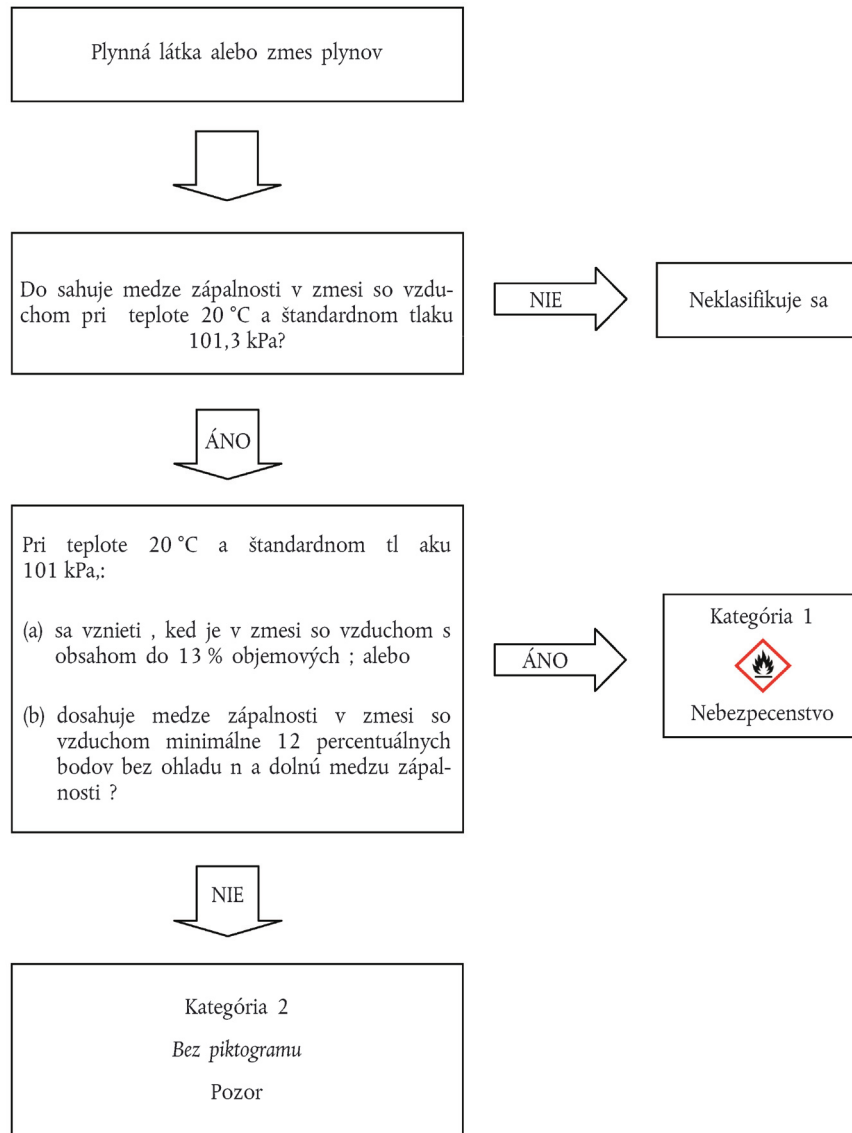 Plynná látka alebo zmes plynov
Do sahuje medze zápalnosti v zmesi so vzdu-
chom pri teplote 20 °C a štandardnom tlaku
101,3 kPa?
NIE
Neklasifikuje sa
ÁNO
Pri teplote 20 °C a štandardnom tl aku
101 kPa,:
(a) sa vznieti , ked je v zmesi so vzduchom s
obsahom do 13 % objemových ; alebo
(b) dosahuje medze zápalnosti v zmesi so
vzduchom minimálne 12 percentuálnych
bodov bez ohladu n a dolnú medzu zápal-
nosti ?
ÁNO
Kategória 1
Nebezpecenstvo
NIE
Kategória 2
Bez piktogramu
Pozor